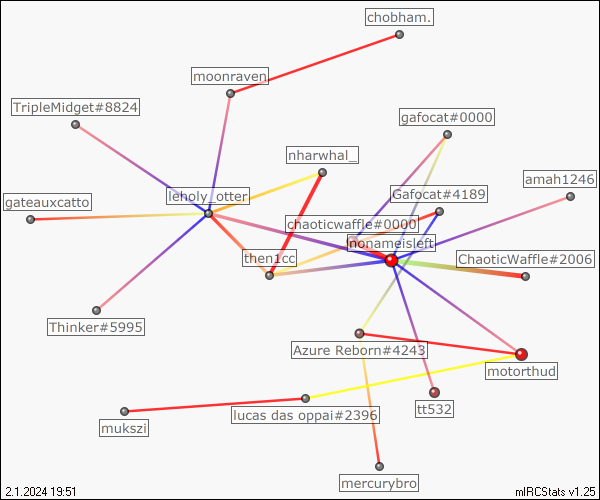 chobham.
moonraven
TripleMidget#8824
gafocat#0000
nharwhal_
amah1246
leholy_otter
Gafocat#4189
gateauxcatto
chaoticwaffle#0000
nonameisleft
then1cc
ChaoticWaffle#2006
Thinker#5995
Azure Reborn#4243
motorthud
tt532
lucas das oppai#2396
mukszi
mercurybro
2.1.2024 19:51
mIRCStats v1.25